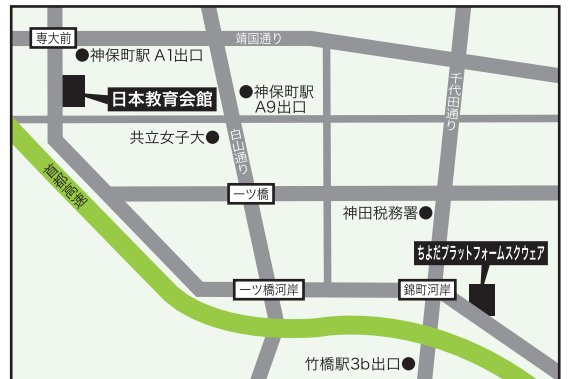 専大前
靖国通り
神保町駅 A1出口
日本教育会館
神保町駅
A9出口
千代田通り
共立女子大
白山通り
首都高速
一ツ橋
神田税務署
ちよだプラットフォームスクウェア
一ツ橋河岸
錦町河岸
竹橋駅3b出口